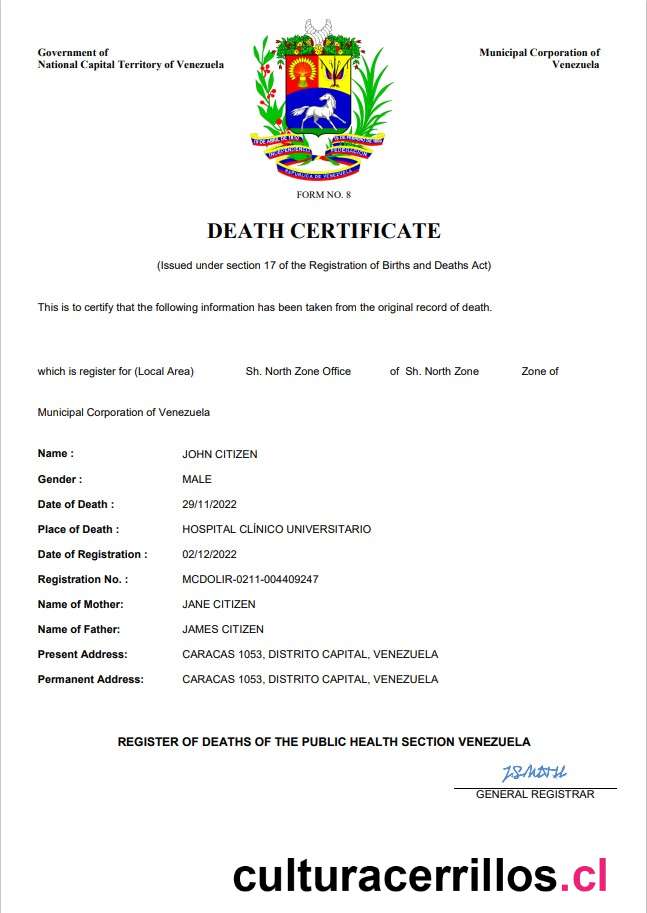 Government of
National Capital Territory of Venezuela
Municipal Corporation of
Venezuela
19 DE ABRIL DE 1810
20 DE FEBRERO DE 1859
INDEPENDENCIA
FEDERACION
REPUBLICA DE VENEZUELA
FORM NO. 8
DEATH CERTIFICATE
(Issued under section 17 of the Registration of Births and Deaths Act)
This is to certify that the following information has been taken from the original record of death.
which is register for (Local Area) Sh. North Zone Office of Sh. North Zone Zone of
Municipal Corporation of Venezuela
Name : JOHN CITIZEN
Gender : MALE
Date of Death : 29/11/2022
Place of Death : HOSPITAL CLÍNICO UNIVERSITARIO
Date of Registration : 02/12/2022
Registration No. : MCDOLIR-0211-004409247
Name of Mother: JANE CITIZEN
Name of Father: JAMES CITIZEN
Present Address: CARACAS 1053, DISTRITO CAPITAL, VENEZUELA
Permanent Address: CARACAS 1053, DISTRITO CAPITAL, VENEZUELA
REGISTER OF DEATHS OF THE PUBLIC HEALTH SECTION VENEZUELA
GENERAL REGISTRAR
culturacerrillos.cl